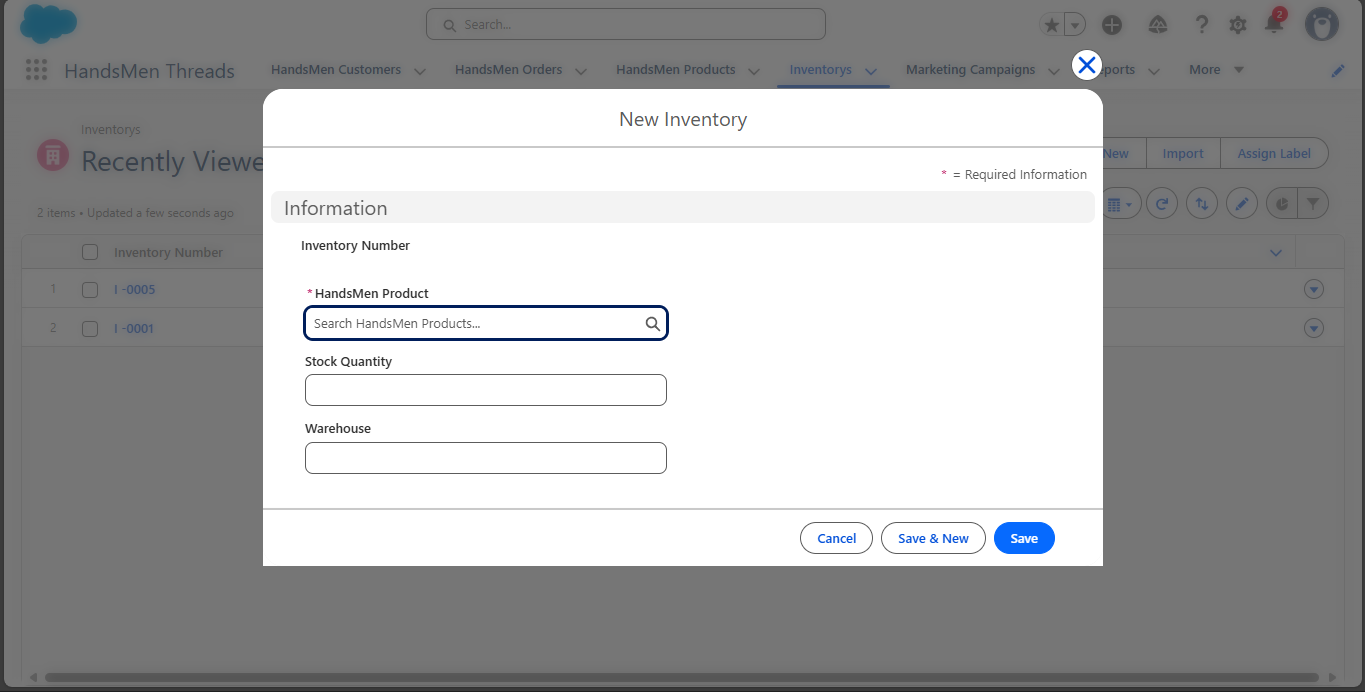 Search...
2
HandsMen Threads
HandsMen Customers
HandsMen Orders
HandsMen Products
Inventorys
Marketing Campaigns
ports
More
Inventorys
Recently Viewe
New
Import
Assign Label
2 items • Updated a few seconds ago
Inventory Number
1
I -0005
2
I -0001
New Inventory
* = Required Information
Information
Inventory Number
*HandsMen Product
Search HandsMen Products...
Stock Quantity
Warehouse
Cancel
Save & New
Save